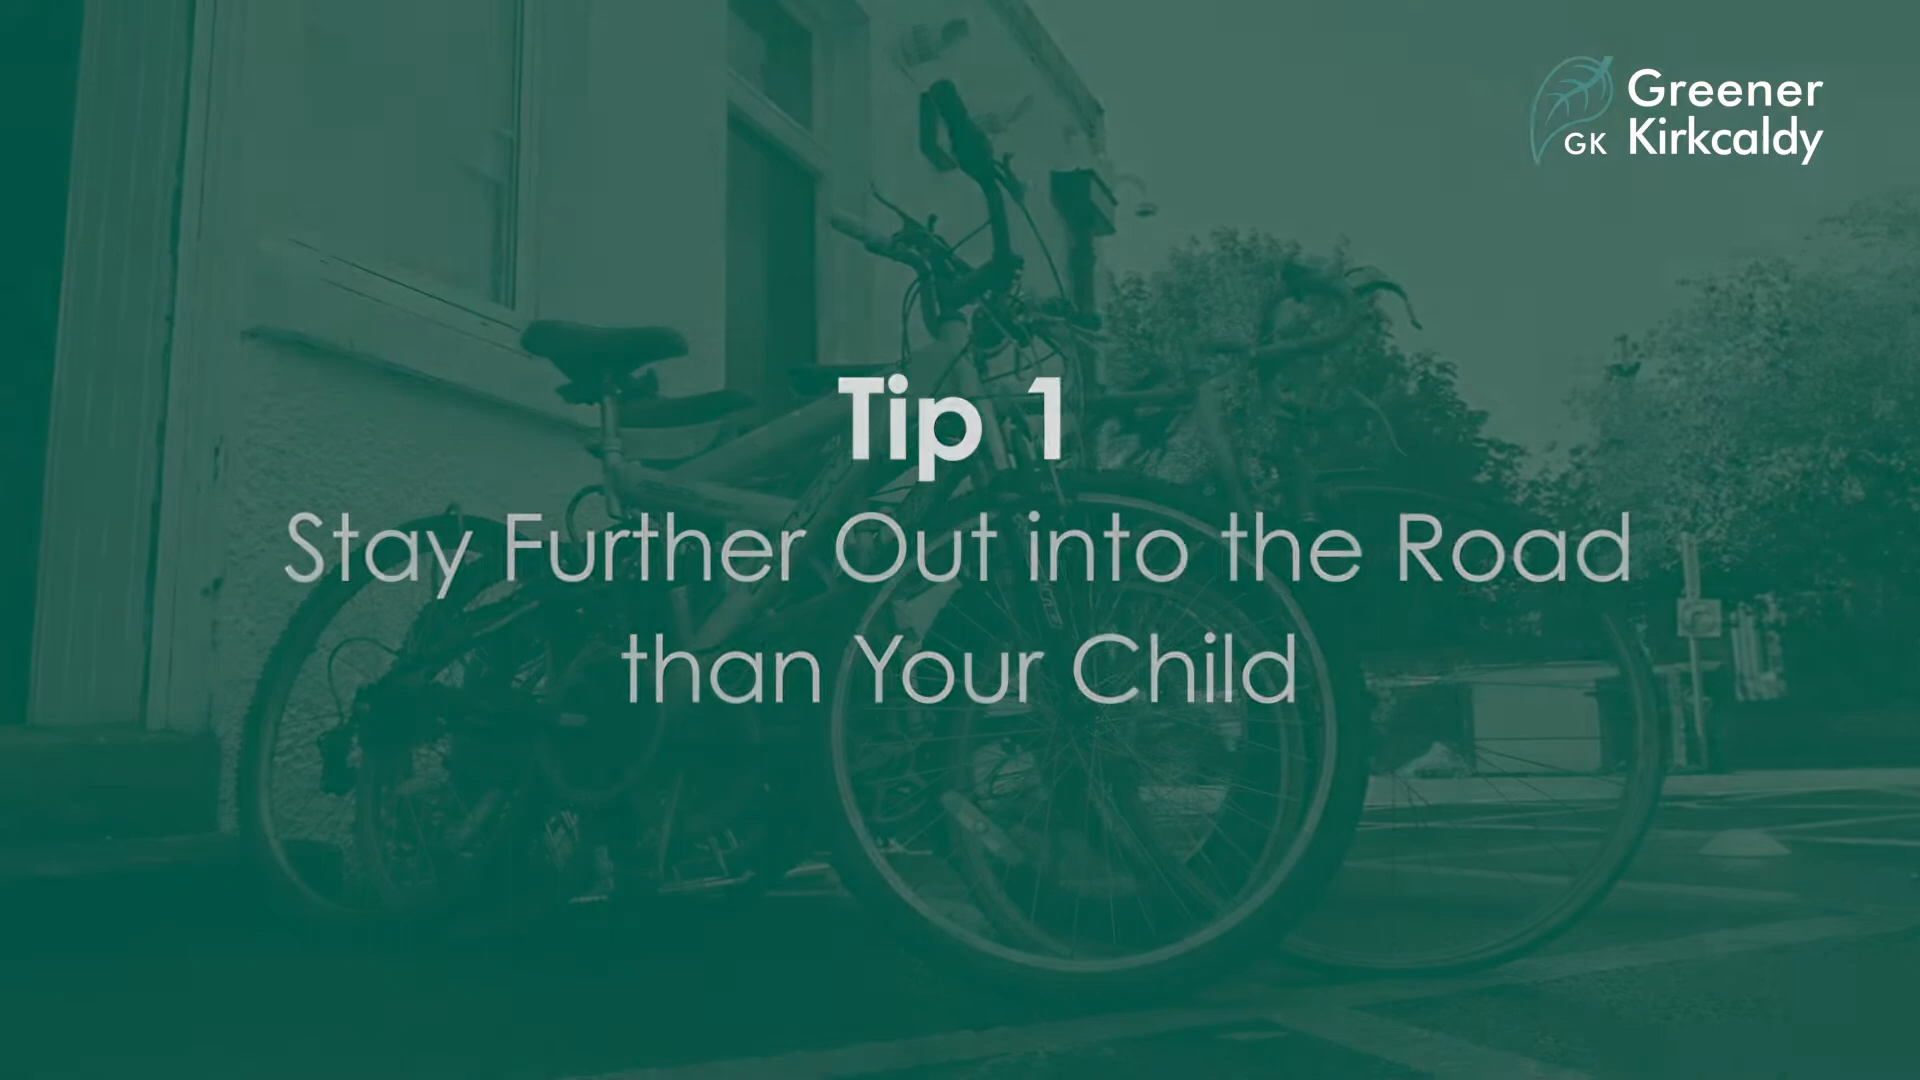 Greener
GK Kirkcaldy
Tip 1
Stay Further Out into the Road
than Your Child